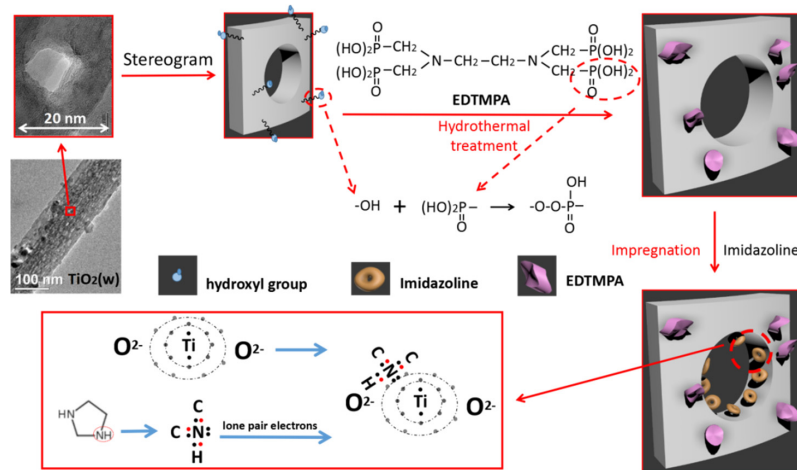 20 nm
Stereogram
O O
(HO)₂P-CH₂ CH₂-P(OH)₂
N-CH₂-CH₂-N
(HO)₂P-CH₂ CH₂-P(OH)₂
O O
EDTMPA
Hydrothermal
treatment
100 nm TiO₂(w)
OH
-OH + (HO)₂P- → -O-O-P-
O O
Impregnation Imidazoline
hydroxyl group Imidazoline EDTMPA
O²⁻ Ti O²⁻
C C
H N
O²⁻ Ti O²⁻
HN NH
C
C N
H
lone pair electrons